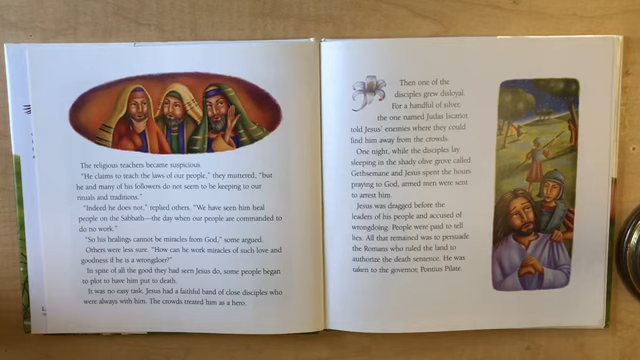 The religious teachers became suspicious.
"He claims to teach the laws of our people," they muttered, "but
he and many of his followers do not seem to be keeping to our
rituals and traditions."
"Indeed he does not," replied others. "We have seen him heal
people on the Sabbath—the day when our people are commanded to
do no work."
"So his healings cannot be miracles from God," some argued.
Others were less sure. "How can he work miracles of such love and
goodness if he is a wrongdoer?"
In spite of all the good they had seen Jesus do, some people began
to plot to have him put to death.
It was no easy task. Jesus had a faithful band of close disciples who
were always with him. The crowds treated him as a hero.
Then one of the
disciples grew disloyal.
For a handful of silver,
the one named Judas Iscariot
told Jesus' enemies where they could
find him away from the crowds.
One night, while the disciples lay
sleeping in the shady olive grove called
Gethsemane and Jesus spent the hours
praying to God, armed men were sent
to arrest him.
Jesus was dragged before the
leaders of his people and accused of
wrongdoing. People were paid to tell
lies. All that remained was to persuade
the Romans who ruled the land to
authorize the death sentence. He was
taken to the governor, Pontius Pilate.